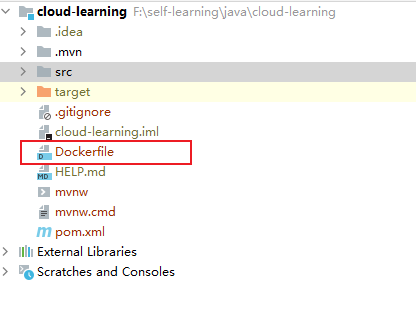 cloud-learning F:\self-learning\java\cloud-learning
.idea
.mvn
src
target
.gitignore
cloud-learning.iml
Dockerfile
HELP.md
mvnw
mvnw.cmd
pom.xml
External Libraries
Scratches and Consoles